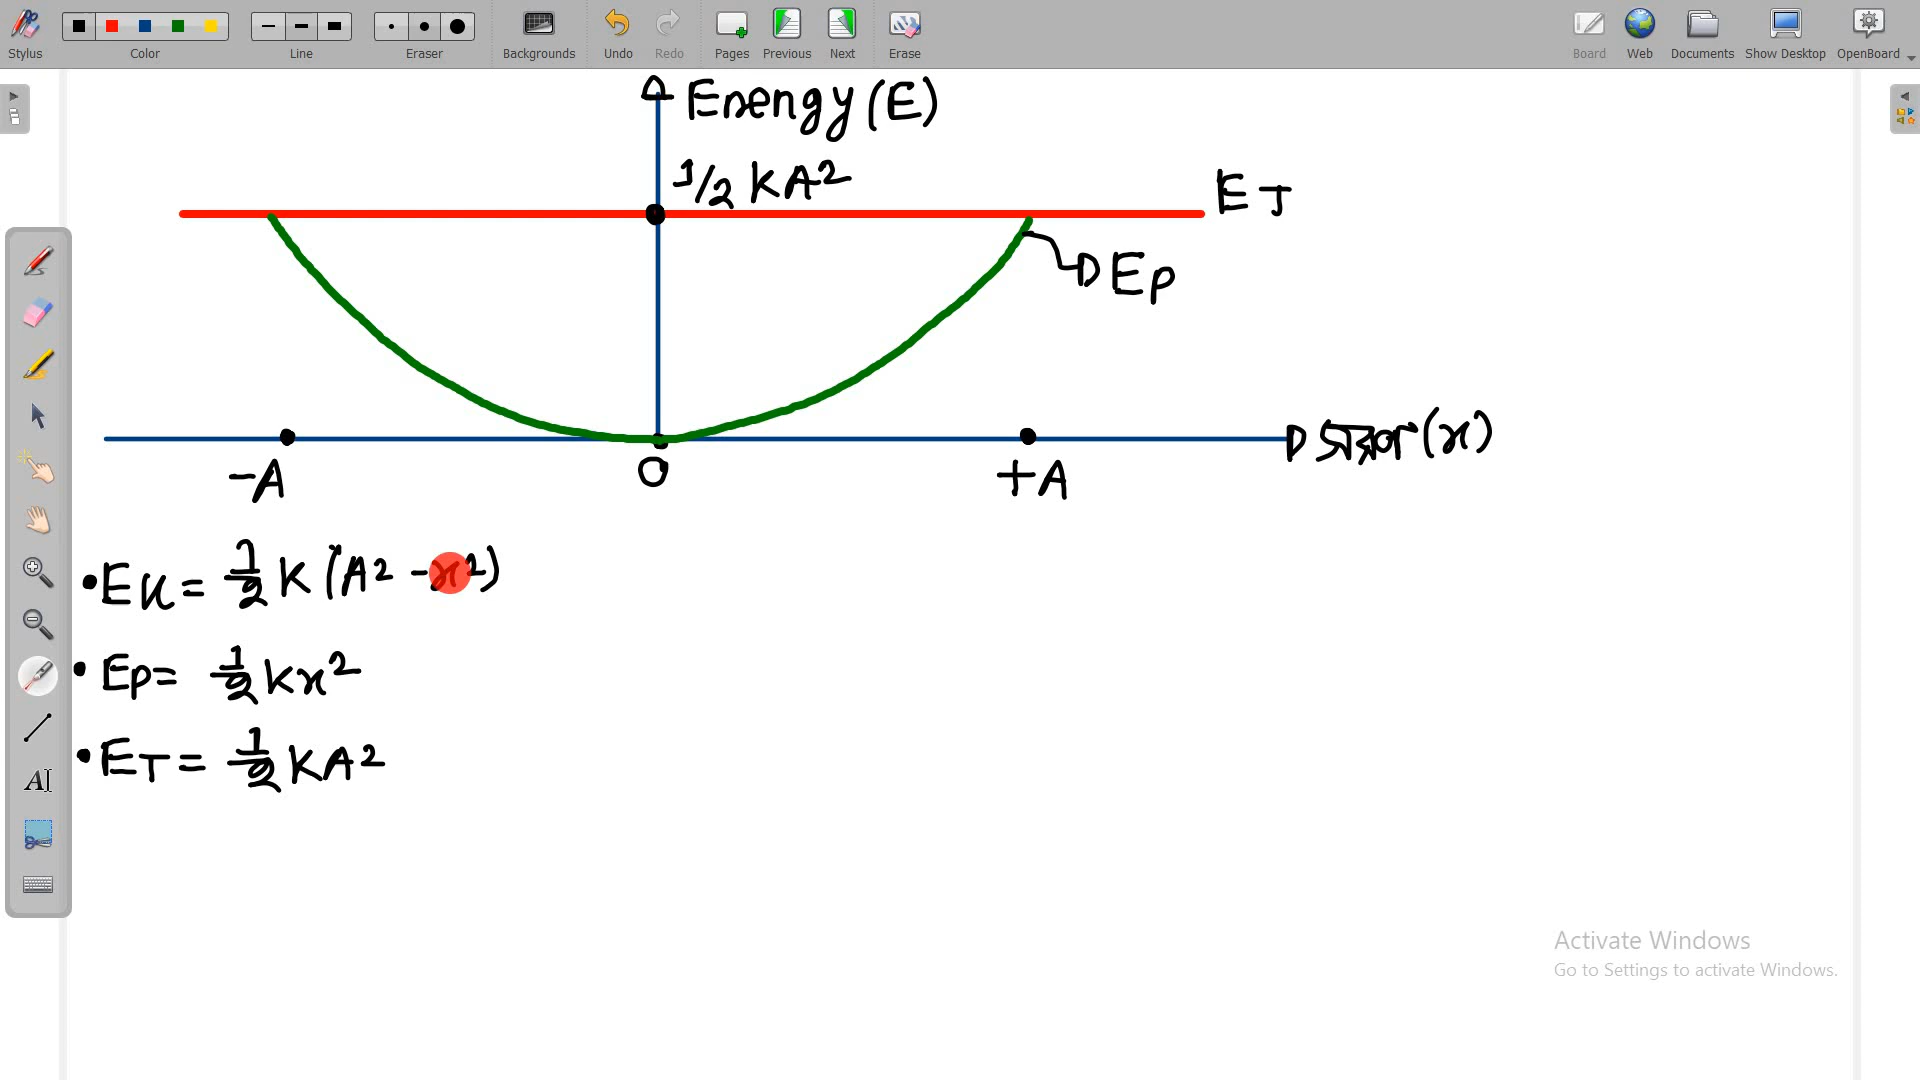 Stylus Color Line Eraser Backgrounds Undo Redo Pages Previous Next Erase Board Web Documents Show Desktop OpenBoard
Energy (E)
1/2 KA²
ET
EP
সরণ (x)
-A 0 +A
• EK = 1/2 K (A² - x²)
• EP = 1/2 Kx²
• ET = 1/2 KA²
Activate Windows
Go to Settings to activate Windows.